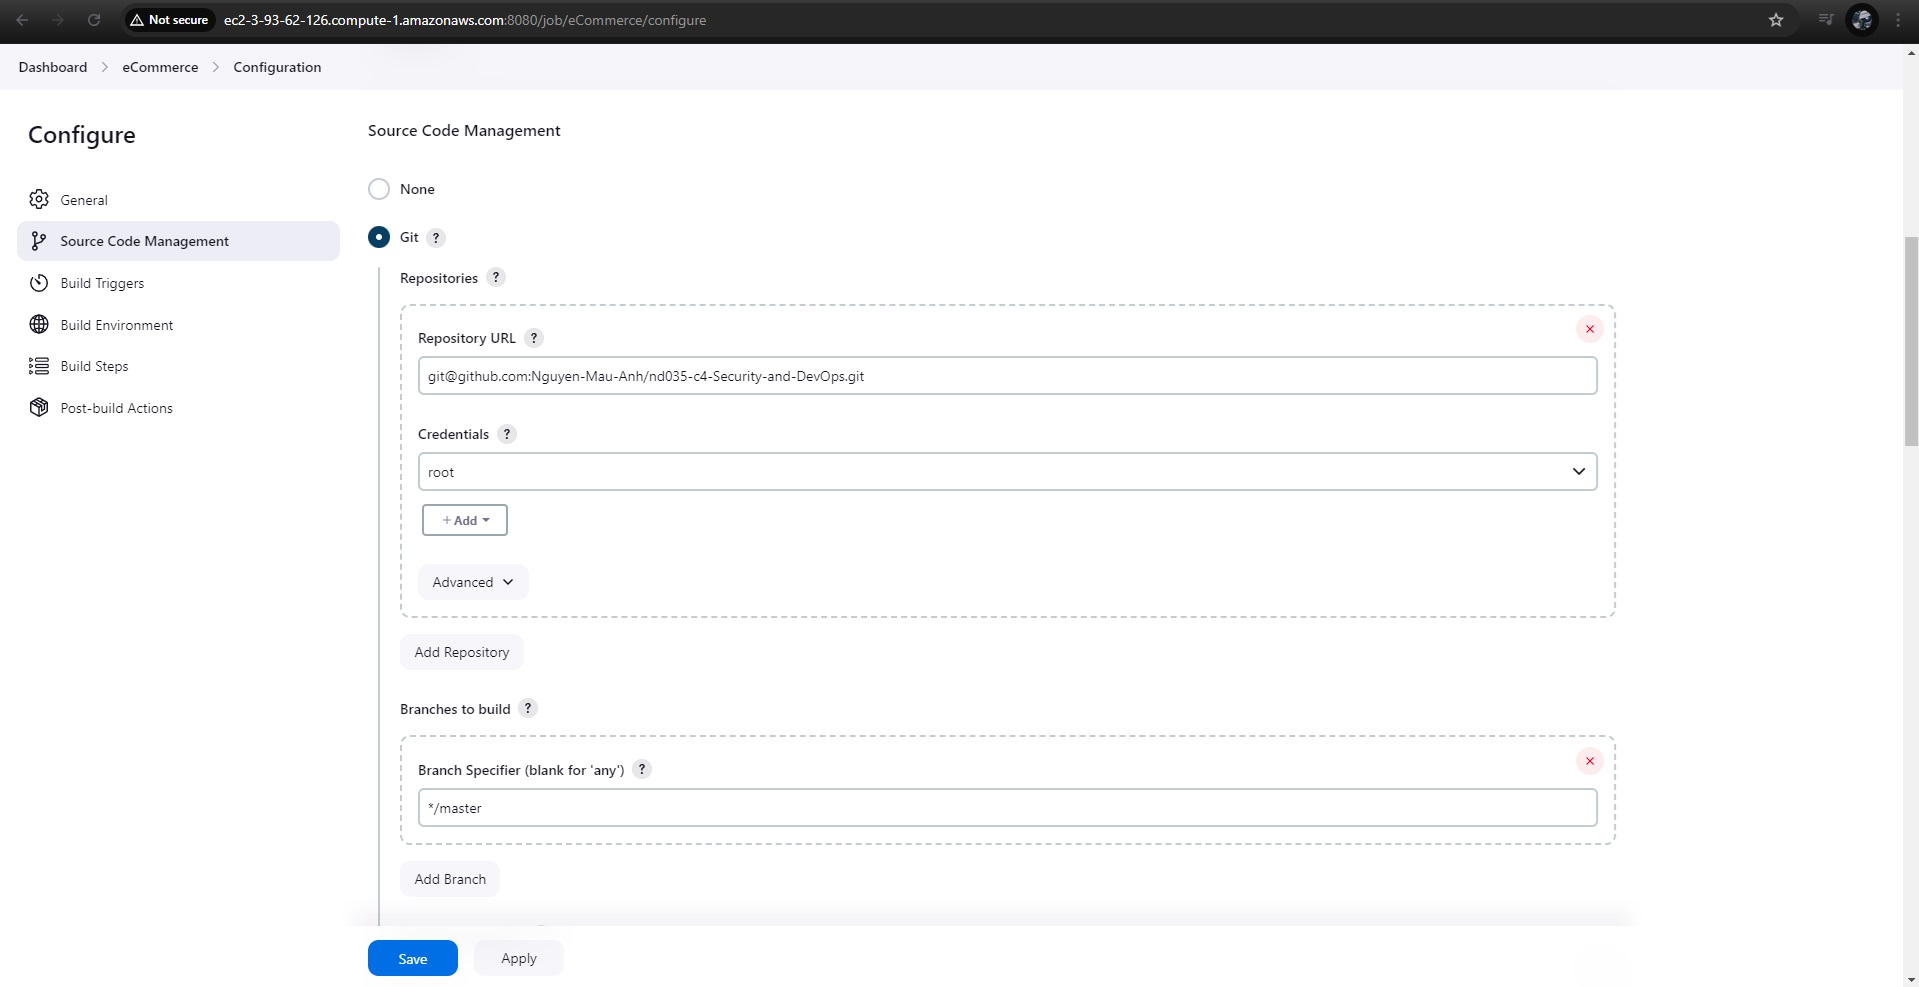 Not secure ec2-3-93-62-126.compute-1.amazonaws.com:8080/job/eCommerce/configure
Dashboard > eCommerce > Configuration
Configure
General
Source Code Management
Build Triggers
Build Environment
Build Steps
Post-build Actions
Source Code Management
None
Git ?
Repositories ?
Repository URL ?
git@github.com:Nguyen-Mau-Anh/nd035-c4-Security-and-DevOps.git
Credentials ?
root
+ Add
Advanced
Add Repository
Branches to build ?
Branch Specifier (blank for 'any') ?
*/master
Add Branch
Save Apply